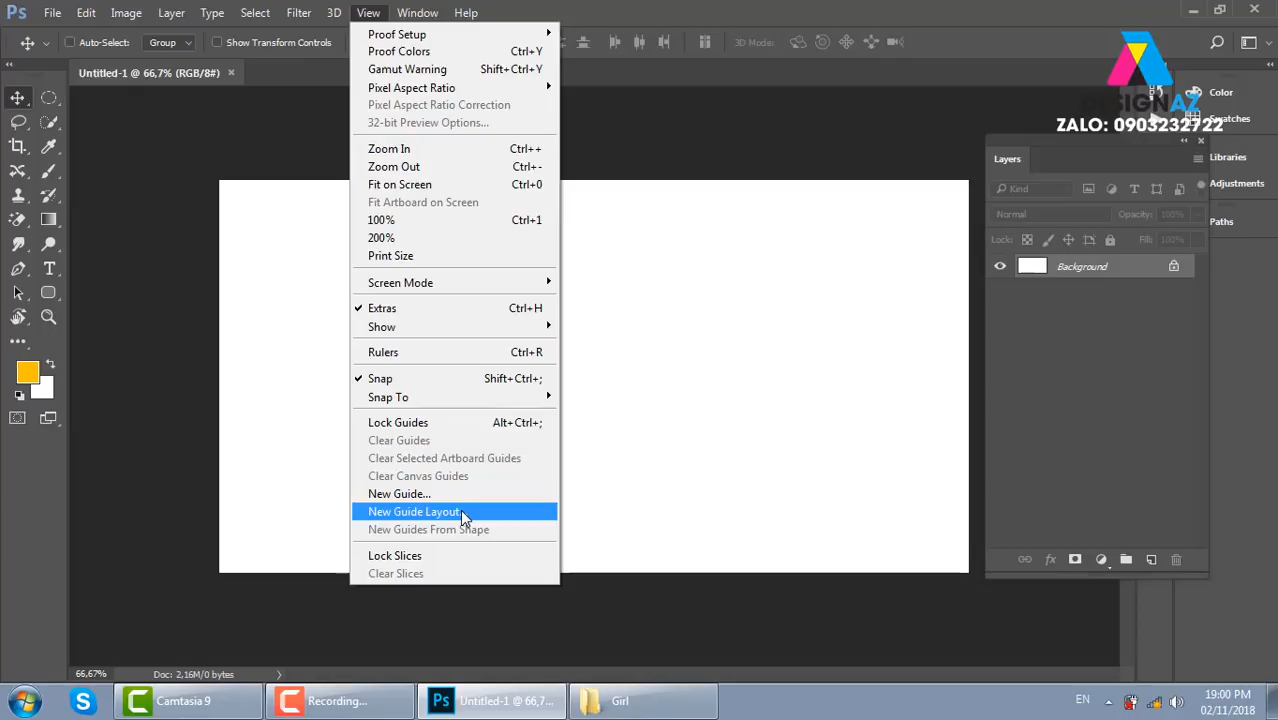 Ps File Edit Image Layer Type Select Filter 3D View Window Help
Auto-Select: Group Show Transform Controls 3D Mode:
Untitled-1 @ 66,7% (RGB/8#) ×
Proof Setup
Proof Colors Ctrl+Y
Gamut Warning Shift+Ctrl+Y
Pixel Aspect Ratio
Pixel Aspect Ratio Correction
32-bit Preview Options...
Zoom In Ctrl++
Zoom Out Ctrl+-
Fit on Screen Ctrl+0
Fit Artboard on Screen
100% Ctrl+1
200%
Print Size
Screen Mode
Extras Ctrl+H
Show
Rulers Ctrl+R
Snap Shift+Ctrl+;
Snap To
Lock Guides Alt+Ctrl+;
Clear Guides
Clear Selected Artboard Guides
Clear Canvas Guides
New Guide...
New Guide Layout
New Guides From Shape
Lock Slices
Clear Slices
DESIGNAZ
ZALO: 0903232722
Color
Swatches
Libraries
Adjustments
Paths
Layers
Kind
Normal Opacity: 100%
Lock: Fill: 100%
Background
66,67% Doc: 2,16M/0 bytes
Camtasia 9
Recording...
Ps Untitled-1 @ 66,7...
Girl
EN
19:00 PM
02/11/2018